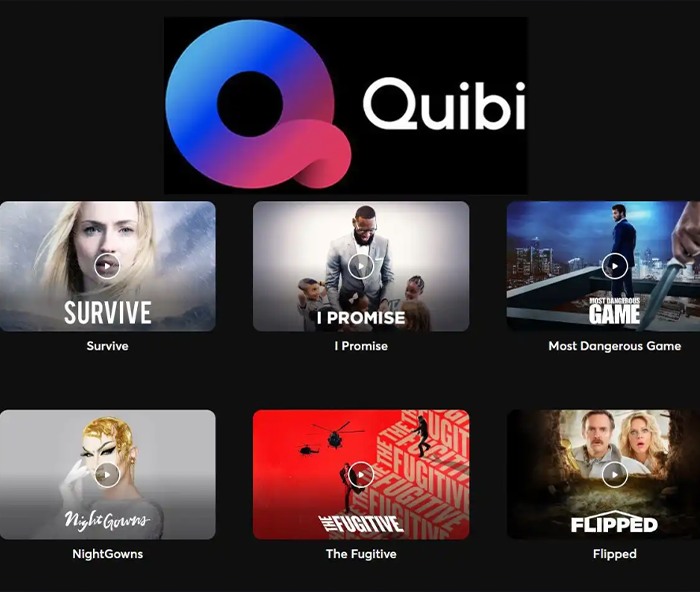 Quibi
SURVIVE
I PROMISE
MOST DANGEROUS
GAME
Survive
I Promise
Most Dangerous Game
NightGowns
THE FUGITIVE
THE FUGITIVE
FLIPPED
NightGowns
The Fugitive
Flipped